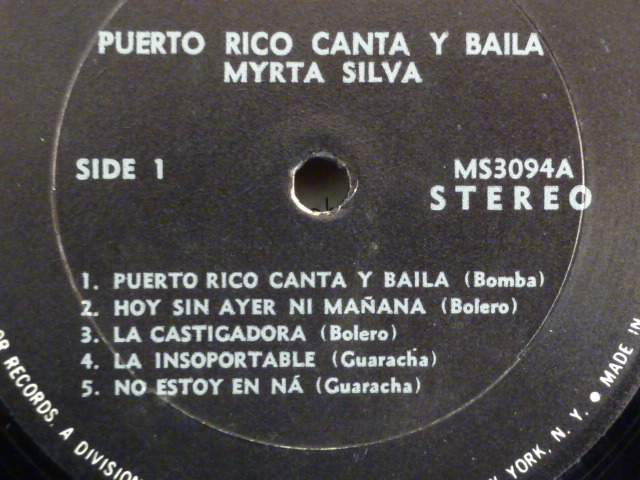 PUERTO RICO CANTA Y BAILA
MYRTA SILVA
SIDE 1
MS3094A
STEREO
1. PUERTO RICO CANTA Y BAILA (Bomba)
2. HOY SIN AYER NI MAÑANA (Bolero)
3. LA CASTIGADORA (Bolero)
4. LA INSOPORTABLE (Guaracha)
5. NO ESTOY EN NÁ (Guaracha)
OR RECORDS, A DIVISION
YORK, N. Y. ● MADE IN